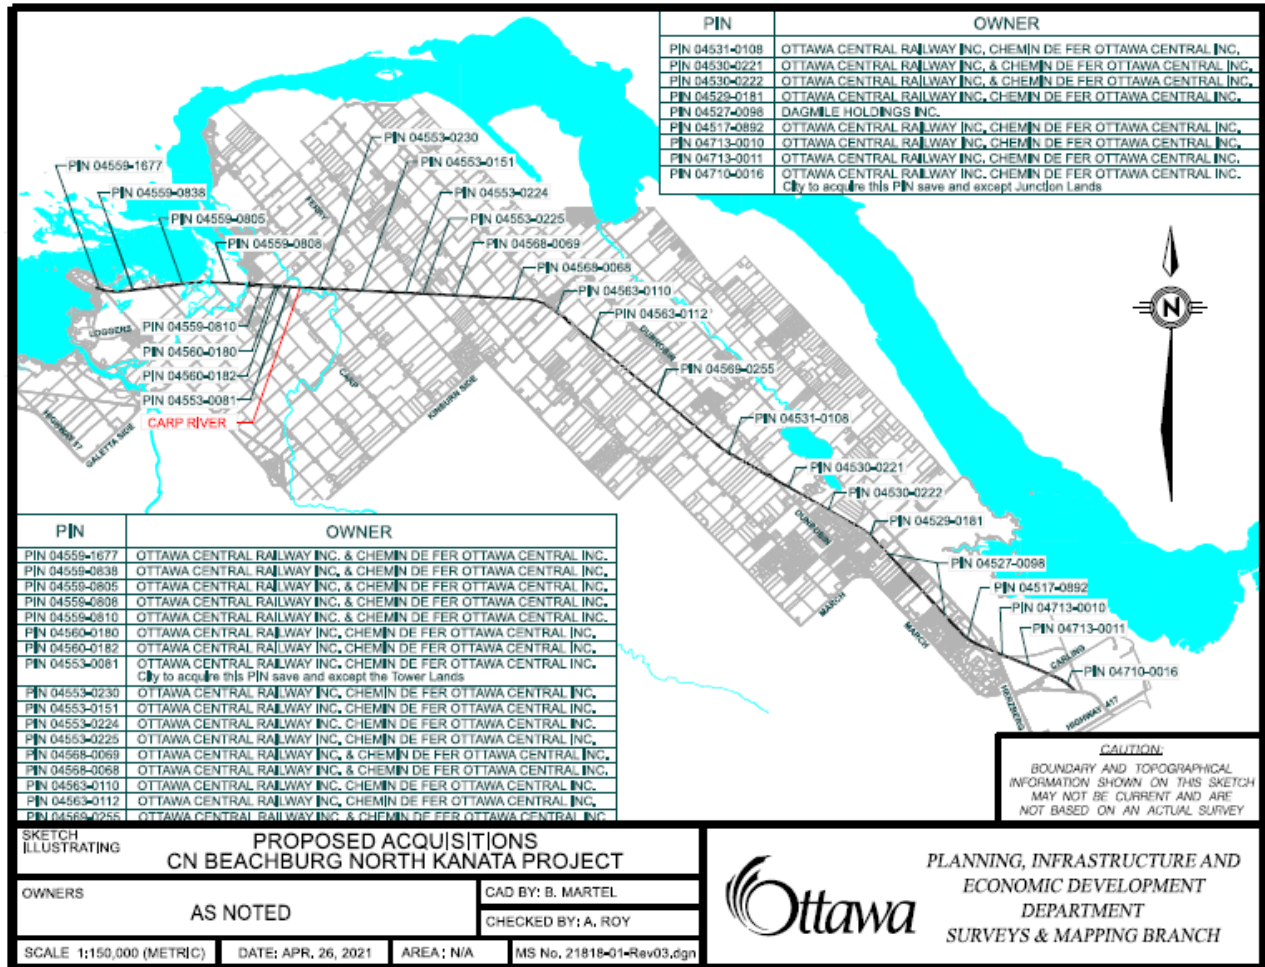 PIN OWNER
PIN 04531-0108 OTTAWA CENTRAL RAILWAY INC. CHEMIN DE FER OTTAWA CENTRAL INC.
PIN 04530-0221 OTTAWA CENTRAL RAILWAY INC. & CHEMIN DE FER OTTAWA CENTRAL INC.
PIN 04530-0222 OTTAWA CENTRAL RAILWAY INC. & CHEMIN DE FER OTTAWA CENTRAL INC.
PIN 04529-0181 OTTAWA CENTRAL RAILWAY INC. CHEMIN DE FER OTTAWA CENTRAL INC.
PIN 04527-0098 DAGMILE HOLDINGS INC.
PIN 04517-0892 OTTAWA CENTRAL RAILWAY INC. CHEMIN DE FER OTTAWA CENTRAL INC.
PIN 04713-0010 OTTAWA CENTRAL RAILWAY INC. CHEMIN DE FER OTTAWA CENTRAL INC.
PIN 04713-0011 OTTAWA CENTRAL RAILWAY INC. CHEMIN DE FER OTTAWA CENTRAL INC.
PIN 04710-0016 OTTAWA CENTRAL RAILWAY INC. CHEMIN DE FER OTTAWA CENTRAL INC.
City to acquire this PIN save and except Junction Lands
PIN 04553-0230
PIN 04553-0151
PIN 04559-1677
PIN 04559-0838
PIN 04553-0224
PIN 04559-0805
PIN 04553-0225
PIN 04559-0808
PIN 04568-0069
PIN 04568-0068
PIN 04563-0110
PIN 04563-0112
PIN 04559-0810
PIN 04560-0180
PIN 04560-0182
PIN 04553-0081
CARP RIVER
PIN 04569-0255
PIN 04531-0108
PIN 04530-0221
PIN 04530-0222
PIN 04529-0181
PIN 04527-0098
PIN 04517-0892
PIN 04713-0010
PIN 04713-0011
PIN 04710-0016
FERRY
LOGGERS
CARP
KINBURN SIDE
DUNROBIN
HIGHWAY 17
GALETTA SIDE
DUNROBIN
MARCH
MARCH
CARLING
HERZBERG
HIGHWAY 417
N
PIN OWNER
PIN 04559-1677 OTTAWA CENTRAL RAILWAY INC. & CHEMIN DE FER OTTAWA CENTRAL INC.
PIN 04559-0838 OTTAWA CENTRAL RAILWAY INC. & CHEMIN DE FER OTTAWA CENTRAL INC.
PIN 04559-0805 OTTAWA CENTRAL RAILWAY INC. & CHEMIN DE FER OTTAWA CENTRAL INC.
PIN 04559-0808 OTTAWA CENTRAL RAILWAY INC. & CHEMIN DE FER OTTAWA CENTRAL INC.
PIN 04559-0810 OTTAWA CENTRAL RAILWAY INC. & CHEMIN DE FER OTTAWA CENTRAL INC.
PIN 04560-0180 OTTAWA CENTRAL RAILWAY INC. CHEMIN DE FER OTTAWA CENTRAL INC.
PIN 04560-0182 OTTAWA CENTRAL RAILWAY INC. CHEMIN DE FER OTTAWA CENTRAL INC.
PIN 04553-0081 OTTAWA CENTRAL RAILWAY INC. CHEMIN DE FER OTTAWA CENTRAL INC.
City to acquire this PIN save and except the Tower Lands
PIN 04553-0230 OTTAWA CENTRAL RAILWAY INC. CHEMIN DE FER OTTAWA CENTRAL INC.
PIN 04553-0151 OTTAWA CENTRAL RAILWAY INC. CHEMIN DE FER OTTAWA CENTRAL INC.
PIN 04553-0224 OTTAWA CENTRAL RAILWAY INC. CHEMIN DE FER OTTAWA CENTRAL INC.
PIN 04553-0225 OTTAWA CENTRAL RAILWAY INC. CHEMIN DE FER OTTAWA CENTRAL INC.
PIN 04568-0069 OTTAWA CENTRAL RAILWAY INC. & CHEMIN DE FER OTTAWA CENTRAL INC.
PIN 04568-0068 OTTAWA CENTRAL RAILWAY INC. & CHEMIN DE FER OTTAWA CENTRAL INC.
PIN 04563-0110 OTTAWA CENTRAL RAILWAY INC. CHEMIN DE FER OTTAWA CENTRAL INC.
PIN 04563-0112 OTTAWA CENTRAL RAILWAY INC. CHEMIN DE FER OTTAWA CENTRAL INC.
PIN 04569-0255 OTTAWA CENTRAL RAILWAY INC. & CHEMIN DE FER OTTAWA CENTRAL INC.
CAUTION:
BOUNDARY AND TOPOGRAPHICAL
INFORMATION SHOWN ON THIS SKETCH
MAY NOT BE CURRENT AND ARE
NOT BASED ON AN ACTUAL SURVEY
SKETCH
ILLUSTRATING
PROPOSED ACQUISITIONS
CN BEACHBURG NORTH KANATA PROJECT
OWNERS
AS NOTED
CAD BY: B. MARTEL
CHECKED BY: A. ROY
SCALE 1:150,000 (METRIC) DATE: APR. 26, 2021 AREA: N/A MS No. 21818-01-Rev03.dgn
Ottawa
PLANNING, INFRASTRUCTURE AND
ECONOMIC DEVELOPMENT
DEPARTMENT
SURVEYS & MAPPING BRANCH